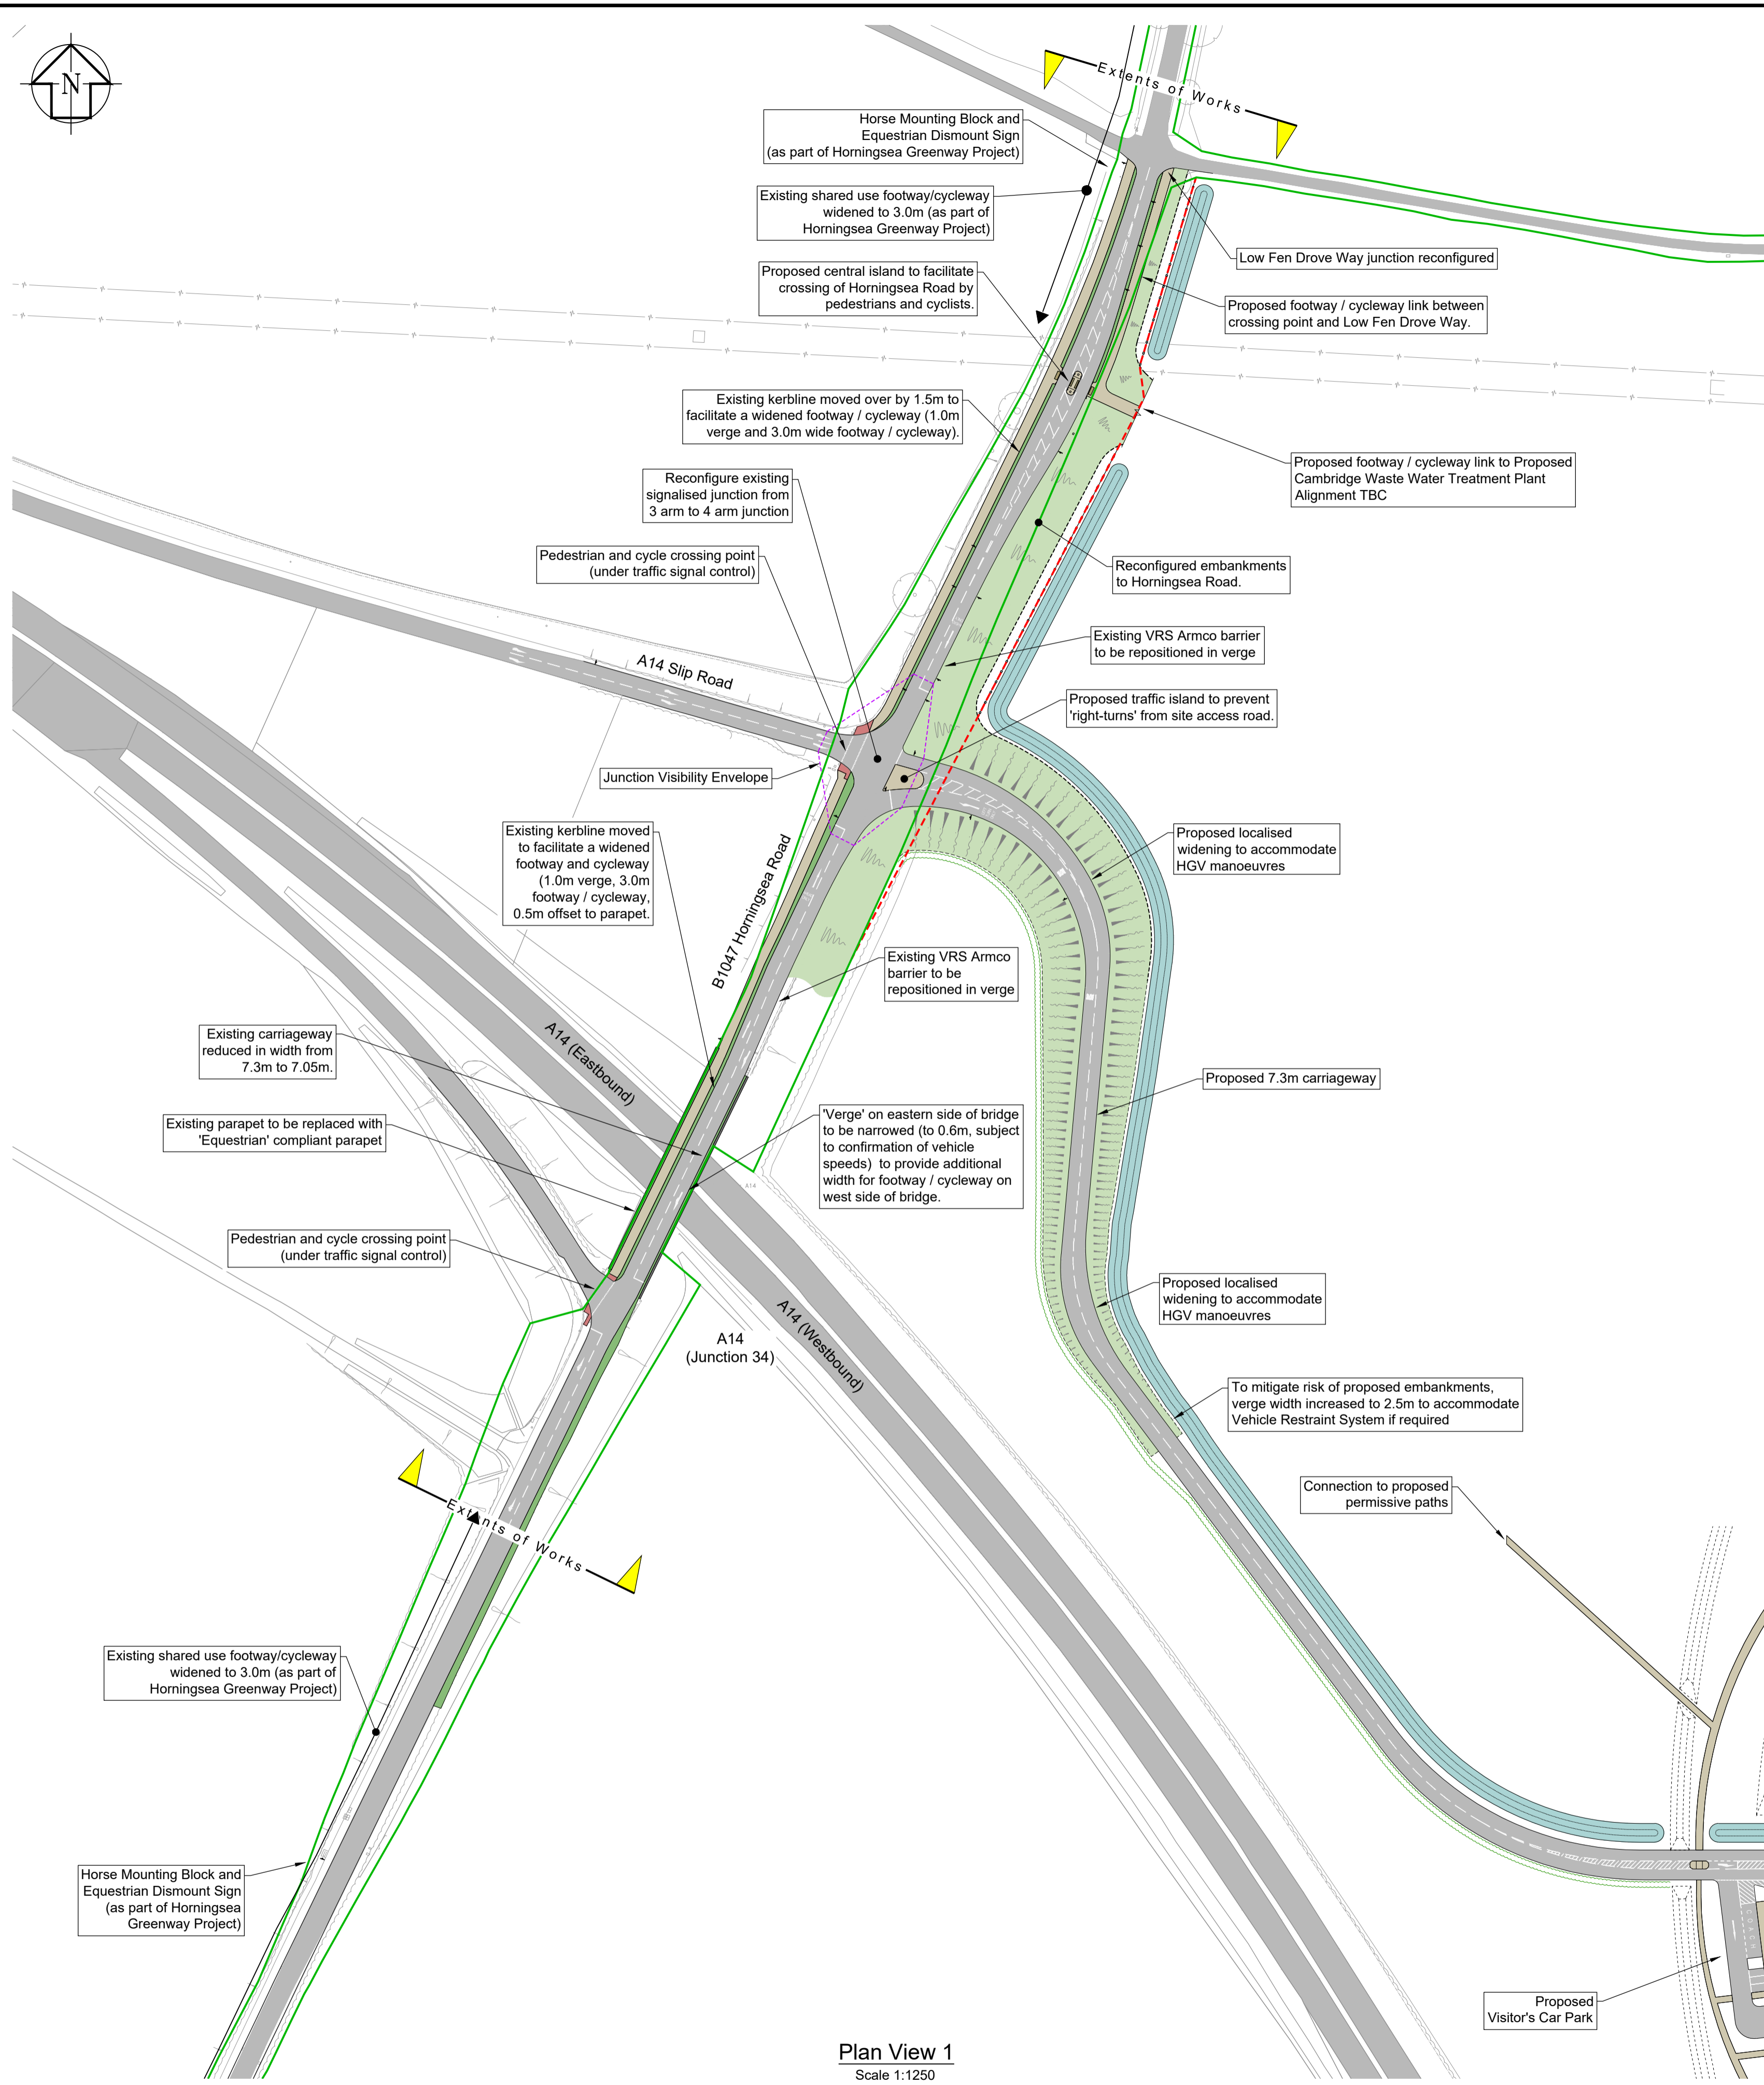 N
Extents of Works
Horse Mounting Block and
Equestrian Dismount Sign
(as part of Horningsea Greenway Project)
Existing shared use footway/cycleway
widened to 3.0m (as part of
Horningsea Greenway Project)
Low Fen Drove Way junction reconfigured
Proposed central island to facilitate
crossing of Horningsea Road by
pedestrians and cyclists.
Proposed footway / cycleway link between
crossing point and Low Fen Drove Way.
Existing kerbline moved over by 1.5m to
facilitate a widened footway / cycleway (1.0m
verge and 3.0m wide footway / cycleway).
Proposed footway / cycleway link to Proposed
Cambridge Waste Water Treatment Plant
Alignment TBC
Reconfigure existing
signalised junction from
3 arm to 4 arm junction
Pedestrian and cycle crossing point
(under traffic signal control)
Reconfigured embankments
to Horningsea Road.
Existing VRS Armco barrier
to be repositioned in verge
A14 Slip Road
Proposed traffic island to prevent
'right-turns' from site access road.
Junction Visibility Envelope
Existing kerbline moved
to facilitate a widened
footway and cycleway
(1.0m verge, 3.0m
footway / cycleway,
0.5m offset to parapet.
Proposed localised
widening to accommodate
HGV manoeuvres
B1047 Horningsea Road
Existing VRS Armco
barrier to be
repositioned in verge
Existing carriageway
reduced in width from
7.3m to 7.05m.
A14 (Eastbound)
Proposed 7.3m carriageway
Existing parapet to be replaced with
'Equestrian' compliant parapet
'Verge' on eastern side of bridge
to be narrowed (to 0.6m, subject
to confirmation of vehicle
speeds) to provide additional
width for footway / cycleway on
west side of bridge.
A14
Pedestrian and cycle crossing point
(under traffic signal control)
Proposed localised
widening to accommodate
HGV manoeuvres
A14
(Junction 34)
A14 (Westbound)
To mitigate risk of proposed embankments,
verge width increased to 2.5m to accommodate
Vehicle Restraint System if required
Connection to proposed
permissive paths
Extents of Works
Existing shared use footway/cycleway
widened to 3.0m (as part of
Horningsea Greenway Project)
Horse Mounting Block and
Equestrian Dismount Sign
(as part of Horningsea
Greenway Project)
COACH
Proposed
Visitor's Car Park
Plan View 1
Scale 1:1250